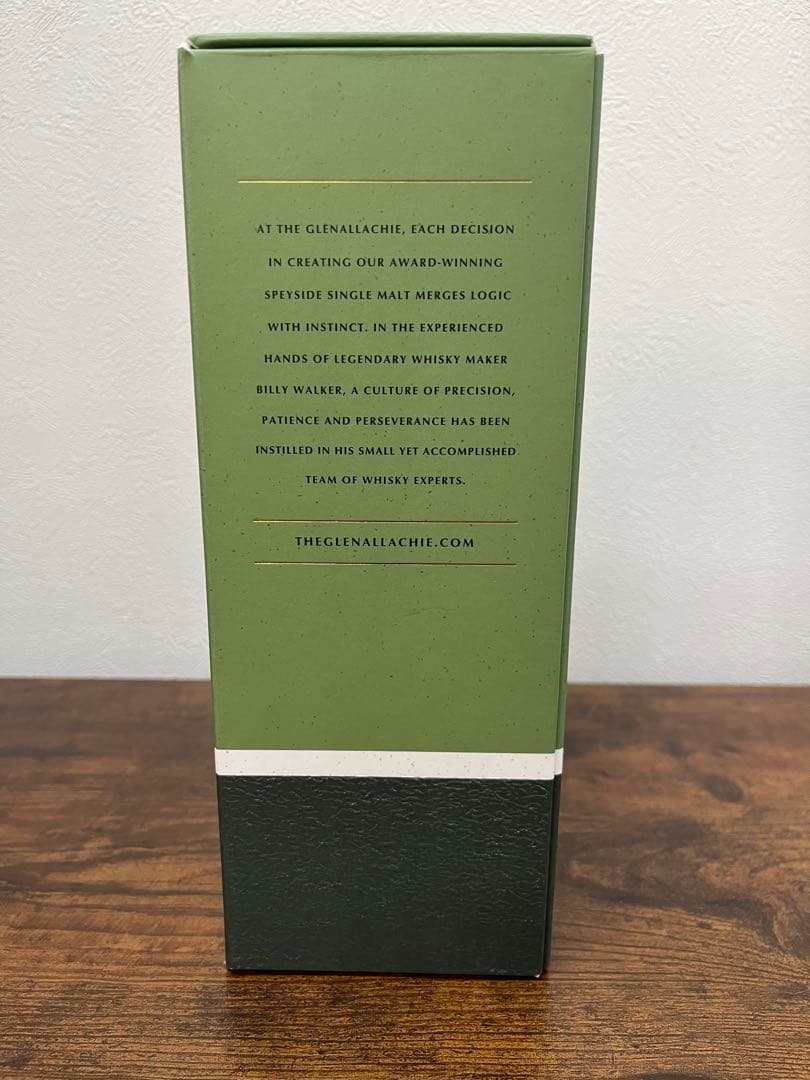 AT THE GLENALLACHIE, EACH DECISION
IN CREATING OUR AWARD-WINNING
SPEYSIDE SINGLE MALT MERGES LOGIC
WITH INSTINCT. IN THE EXPERIENCED
HANDS OF LEGENDARY WHISKY MAKER
BILLY WALKER, A CULTURE OF PRECISION,
PATIENCE AND PERSEVERANCE HAS BEEN
INSTILLED IN HIS SMALL YET ACCOMPLISHED
TEAM OF WHISKY EXPERTS.
THEGLENALLACHIE.COM